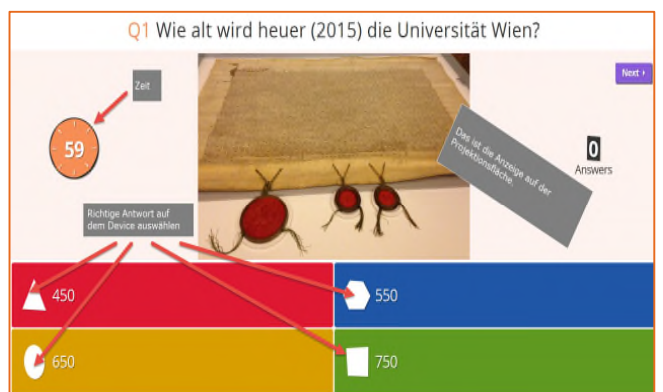 Q1 Wie alt wird heuer (2015) die Universität Wien?
Zeit
Next
59
Das ist die Anzeige auf der
Projektionsfläche.
0
Answers
Richtige Antwort auf
dem Device auswählen
450
550
650
750